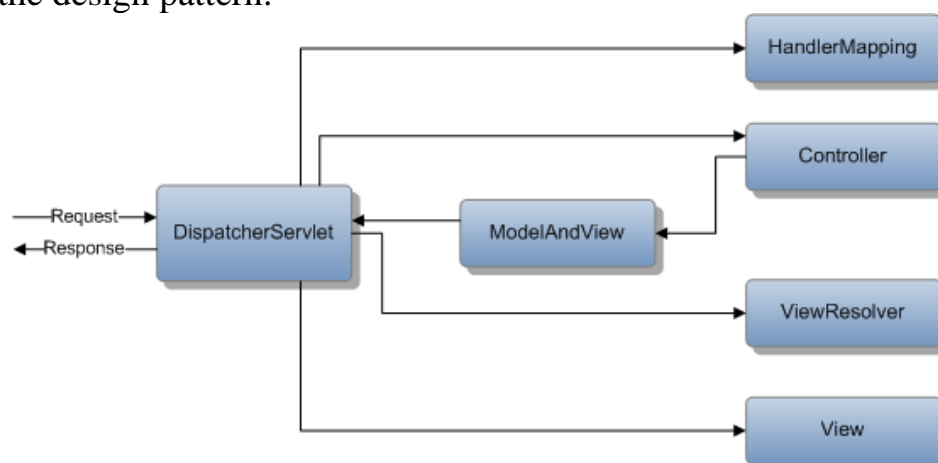 the design pattern.
HandlerMapping
Controller
Request
DispatcherServlet
ModelAndView
Response
ViewResolver
View